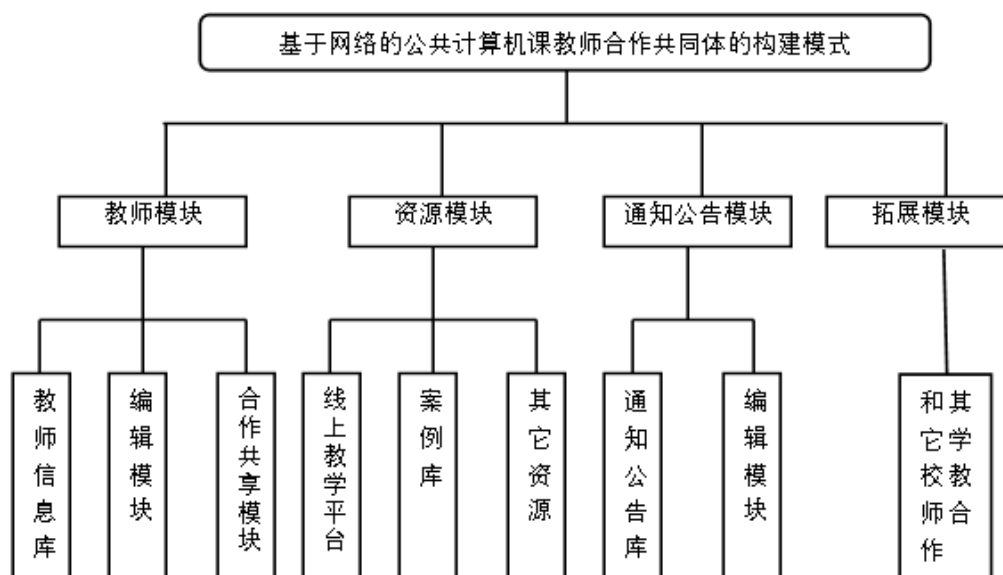 基于网络的公共计算机课教师合作共同体的构建模式
教师模块
资源模块
通知公告模块
拓展模块
教师信息库
编辑模块
合作共享模块
线上教学平台
案例库
其它资源
通知公告库
编辑模块
和其
它学
校教
师合
作